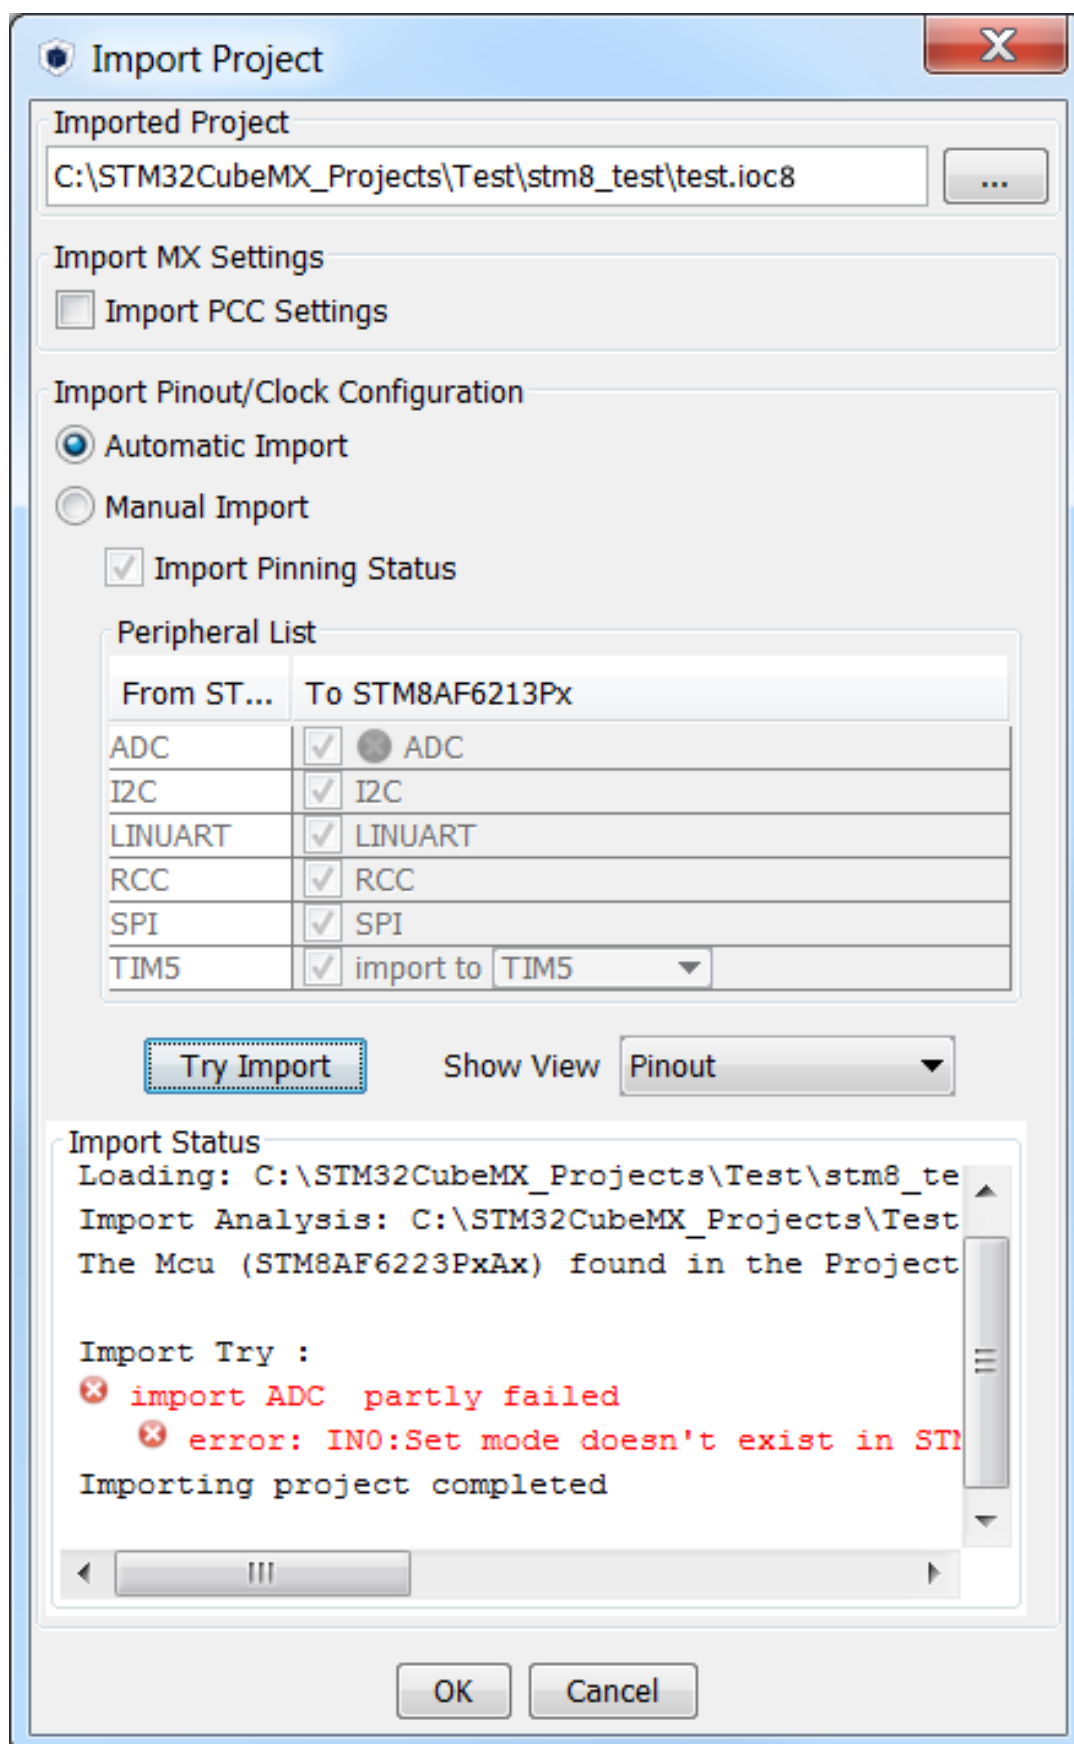 Import Project
Imported Project
C:\STM32CubeMX_Projects\Test\stm8_test\test.ioc8
...
Import MX Settings
Import PCC Settings
Import Pinout/Clock Configuration
Automatic Import
Manual Import
Import Pinning Status
Peripheral List
From ST... To STM8AF6213Px
ADC ADC
I2C I2C
LINUART LINUART
RCC RCC
SPI SPI
TIM5 import to TIM5
Try Import Show View Pinout
Import Status
Loading: C:\STM32CubeMX_Projects\Test\stm8_te
Import Analysis: C:\STM32CubeMX_Projects\Test
The Mcu (STM8AF6223PxAx) found in the Project
Import Try :
import ADC  partly failed
error: IN0:Set mode doesn't exist in STM
Importing project completed
OK Cancel